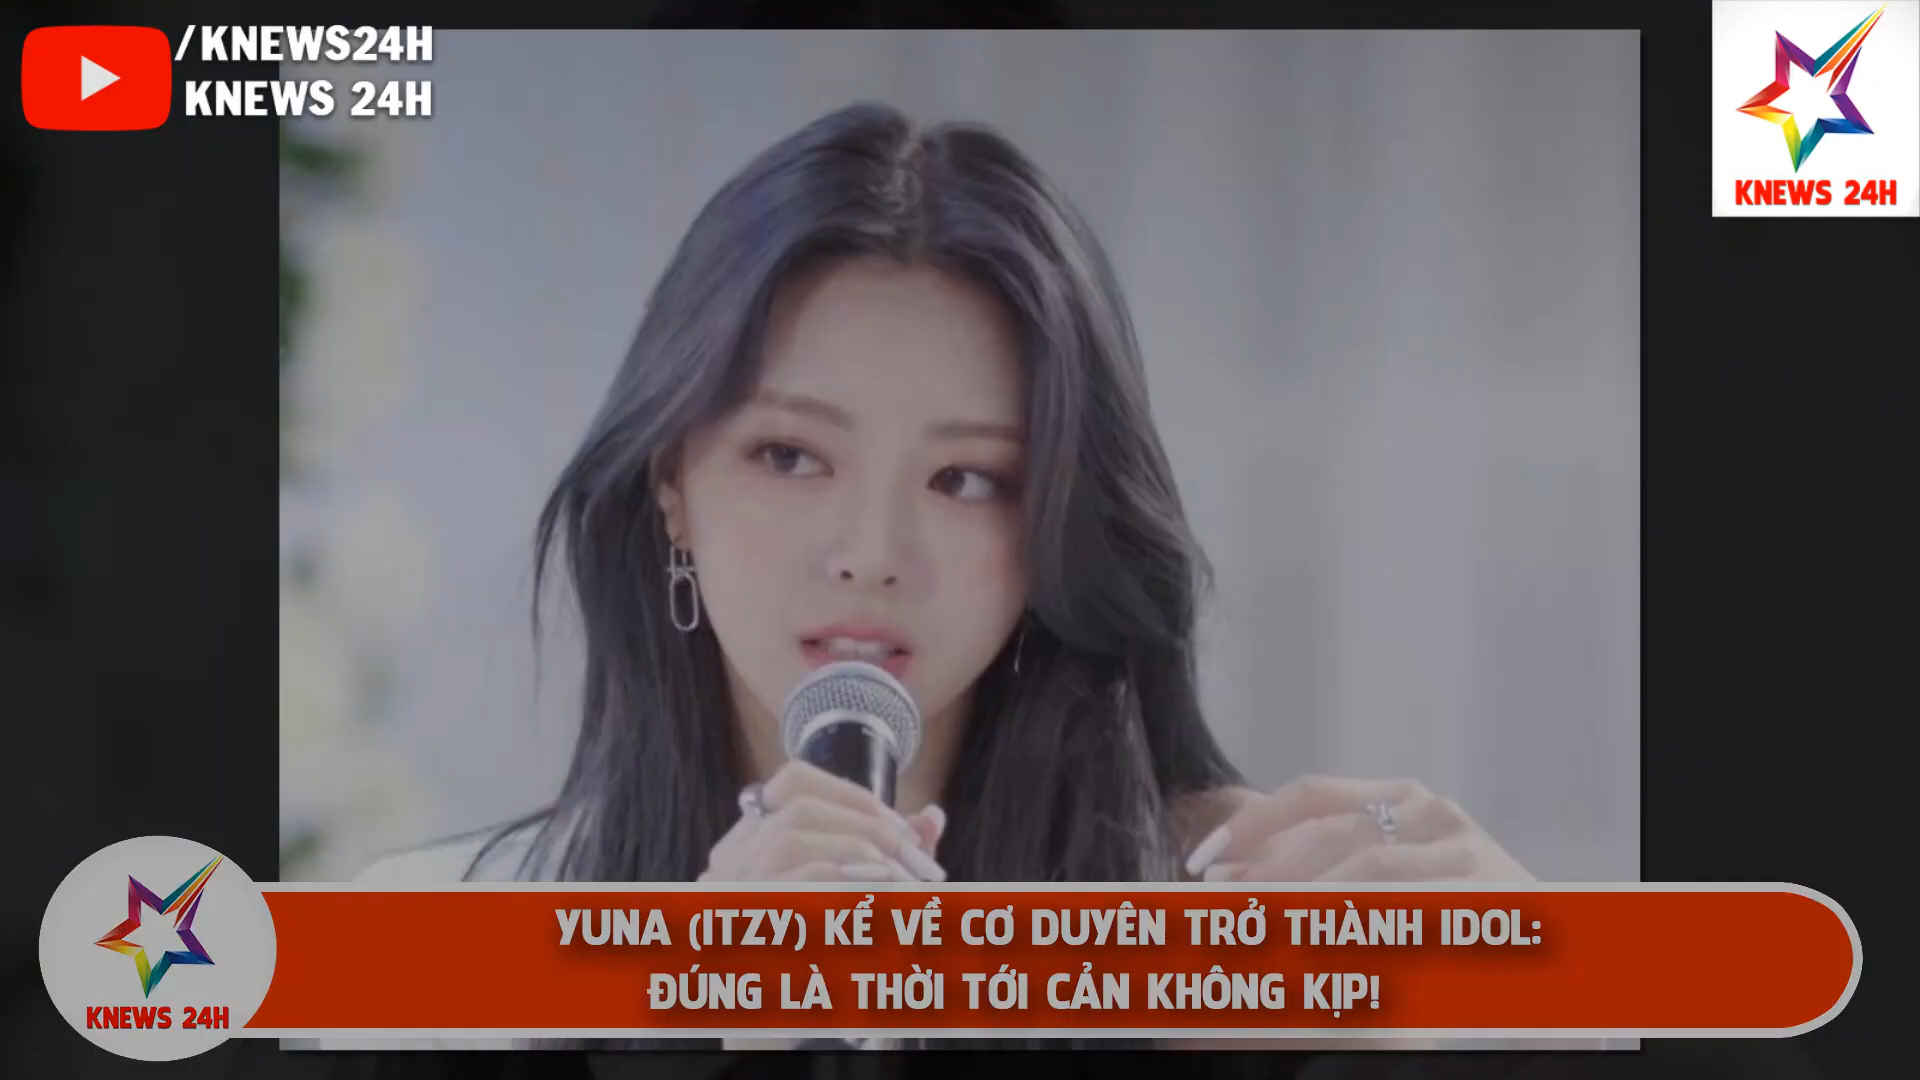 /KNEWS24H
KNEWS 24H
KNEWS 24H
YUNA (ITZY) KỂ VỀ CƠ DUYÊN TRỞ THÀNH IDOL:
ĐÚNG LÀ THỜI TỚI CẢN KHÔNG KỊP!
KNEWS 24H